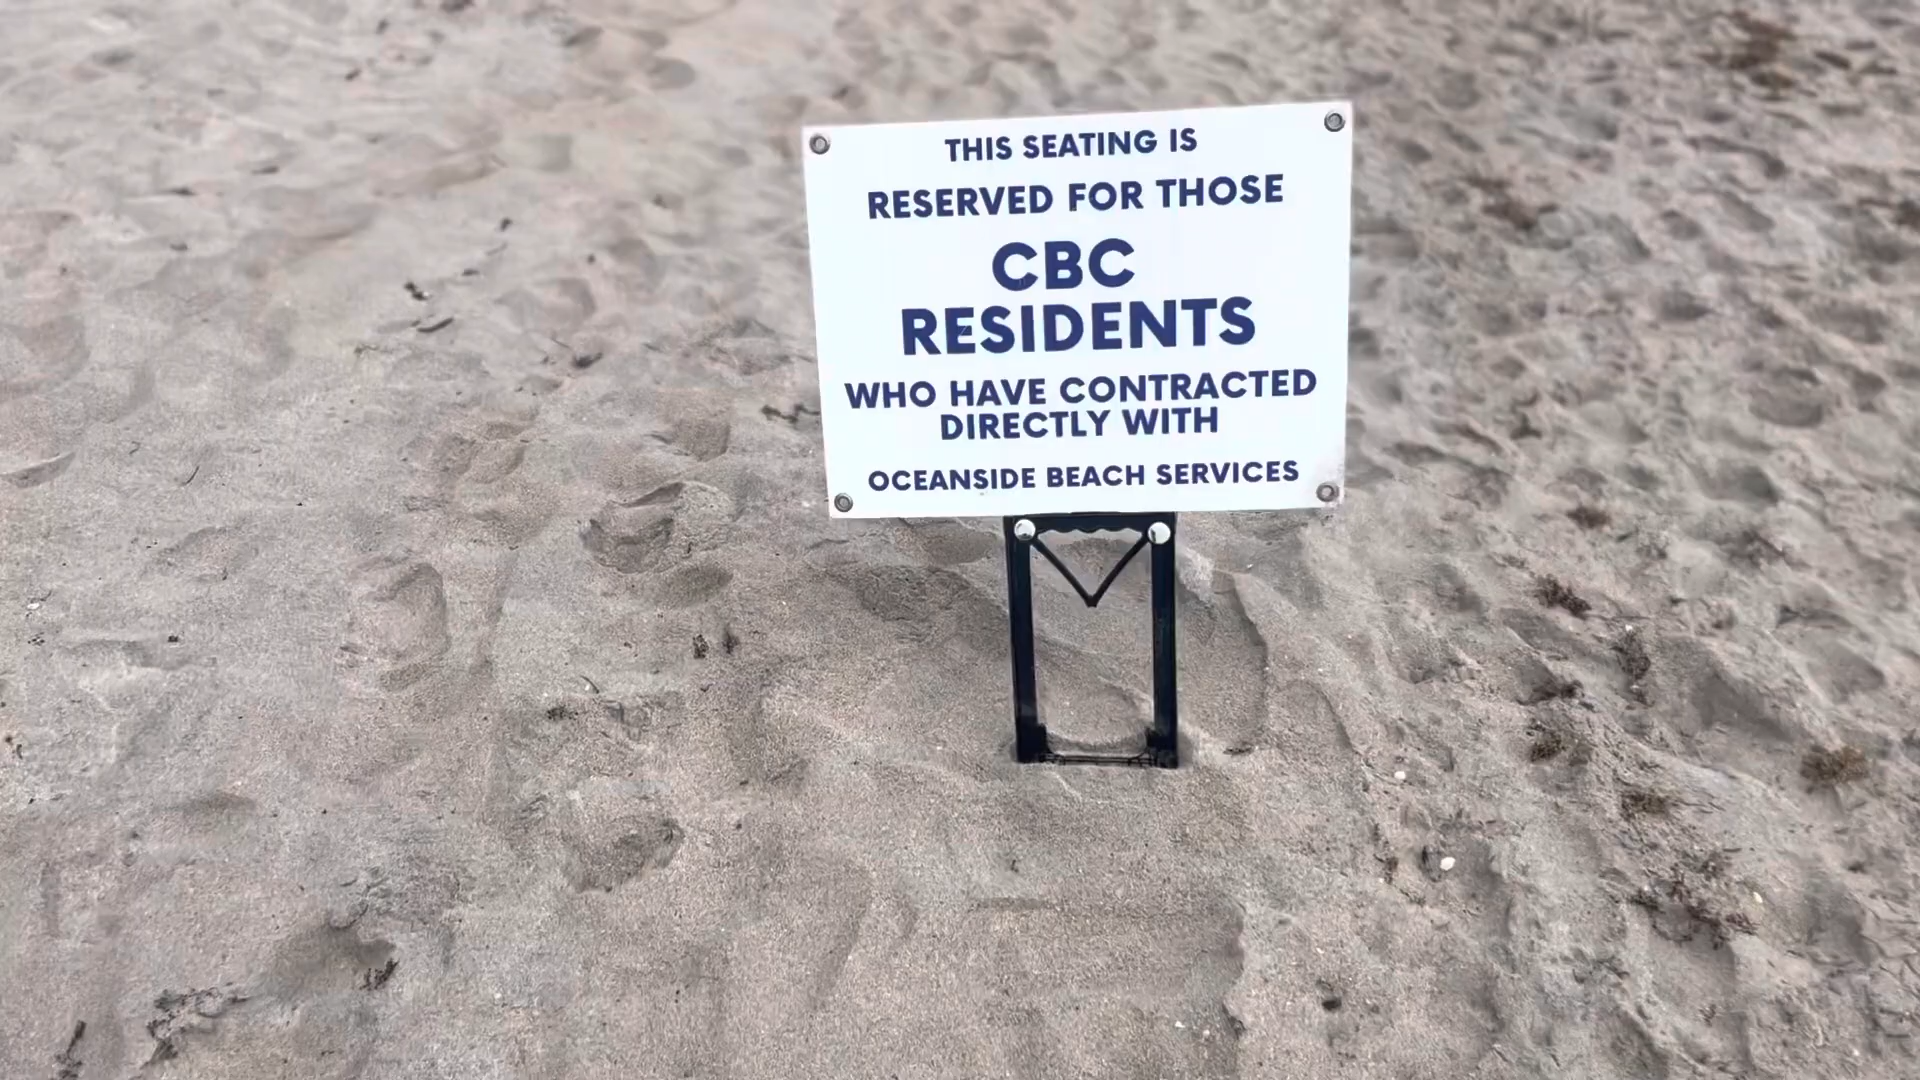 THIS SEATING IS
RESERVED FOR THOSE
CBC
RESIDENTS
WHO HAVE CONTRACTED
DIRECTLY WITH
OCEANSIDE BEACH SERVICES